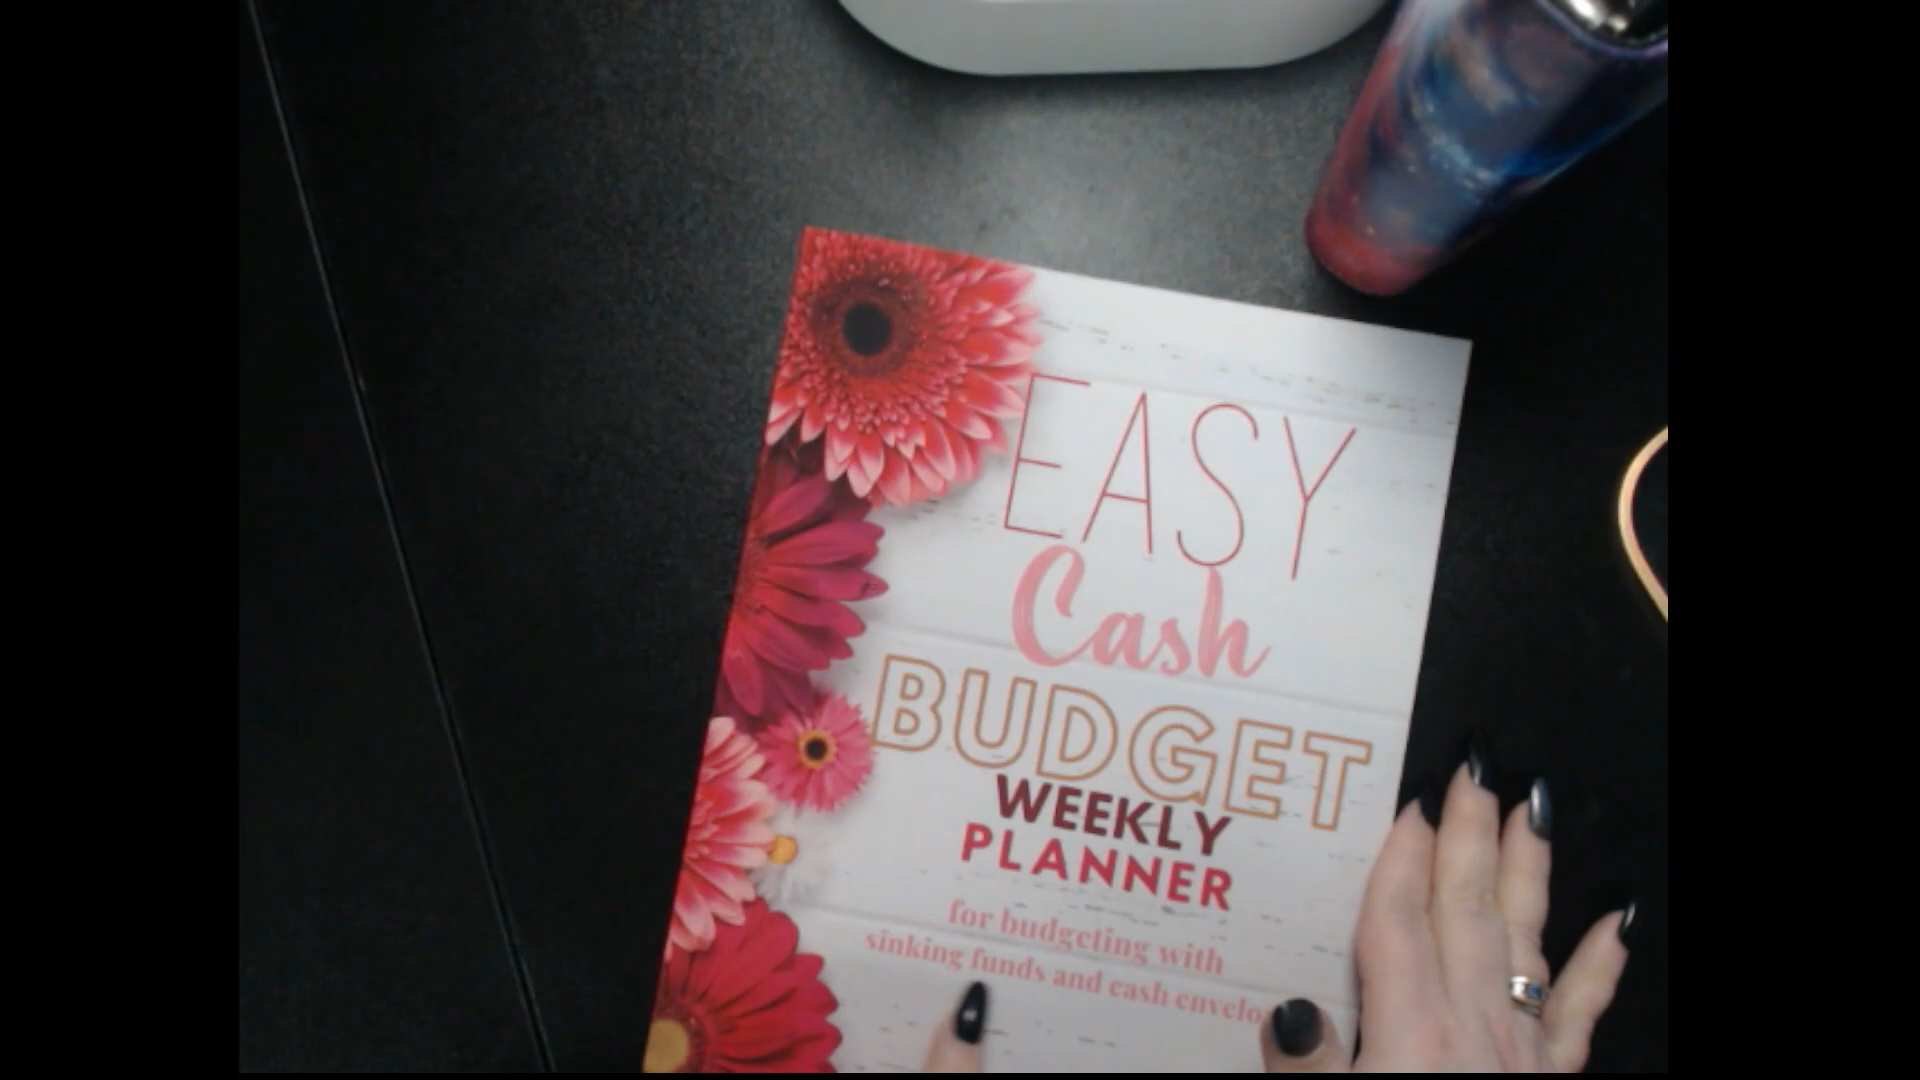 EASY
Cash
BUDGET
WEEKLY
PLANNER
for budgeting with
sinking funds and cash